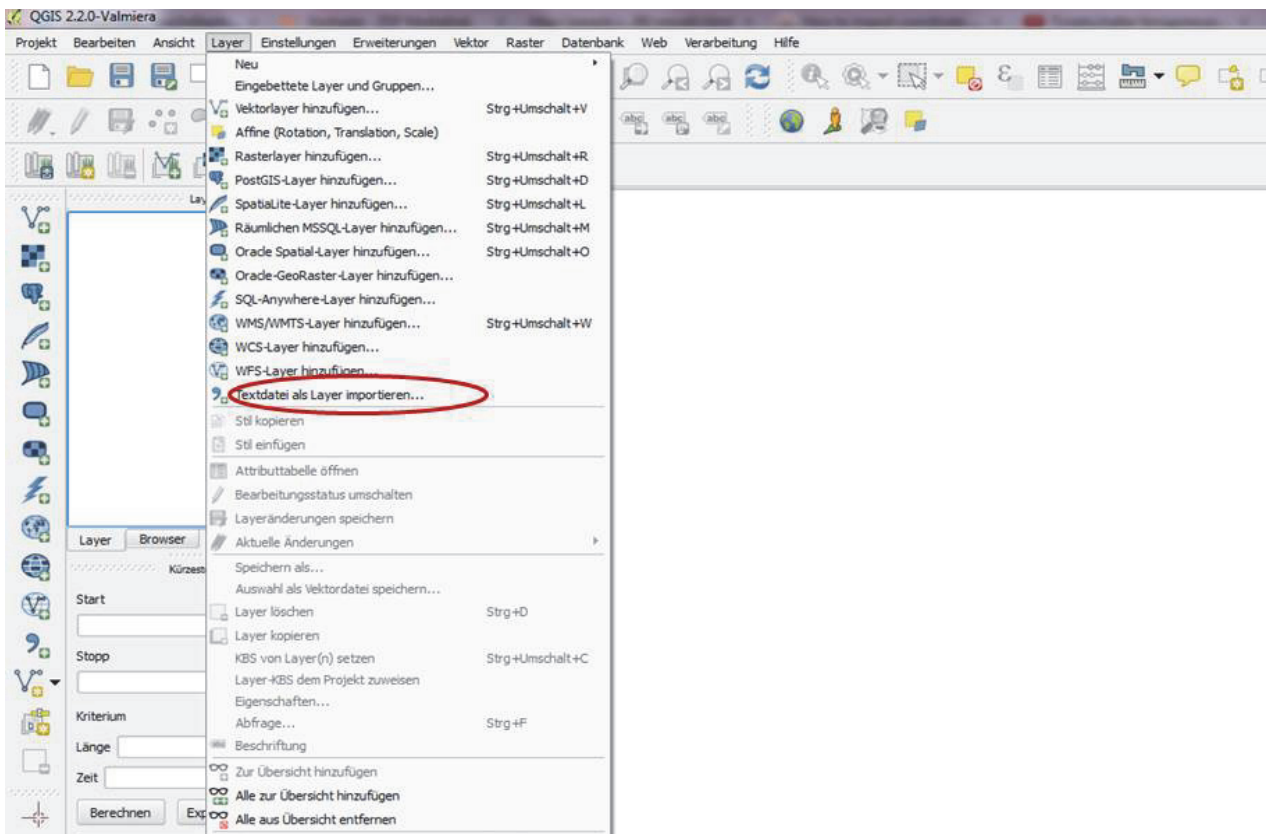 QGIS 2.2.0-Valmiera
Projekt Bearbeiten Ansicht Layer Einstellungen Erweiterungen Vektor Raster Datenbank Web Verarbeitung Hilfe
Neu
Eingebettete Layer und Gruppen...
Vektorlayer hinzufügen... Strg+Umschalt+V
Affine (Rotation, Translation, Scale)
Rasterlayer hinzufügen... Strg+Umschalt+R
PostGIS-Layer hinzufügen... Strg+Umschalt+D
SpatiaLite-Layer hinzufügen... Strg+Umschalt+L
Räumlichen MSSQL-Layer hinzufügen... Strg+Umschalt+M
Oracle Spatial-Layer hinzufügen... Strg+Umschalt+O
Oracle-GeoRaster-Layer hinzufügen...
SQL-Anywhere-Layer hinzufügen...
WMS/WMTS-Layer hinzufügen... Strg+Umschalt+W
WCS-Layer hinzufügen...
WFS-Layer hinzufügen...
Textdatei als Layer importieren...
Stil kopieren
Stil einfügen
Attributtabelle öffnen
Bearbeitungsstatus umschalten
Layeränderungen speichern
Aktuelle Änderungen
Speichern als...
Auswahl als Vektordatei speichern...
Layer löschen Strg+D
Layer kopieren
KBS von Layer(n) setzen Strg+Umschalt+C
Layer-KBS dem Projekt zuweisen
Eigenschaften...
Abfrage... Strg+F
Beschriftung
Zur Übersicht hinzufügen
Alle zur Übersicht hinzufügen
Alle aus Übersicht entfernen
abc abc abc
Lay
Layer Browser
Kürzest
Start
Stopp
Kriterium
Länge
Zeit
Berechnen Exp